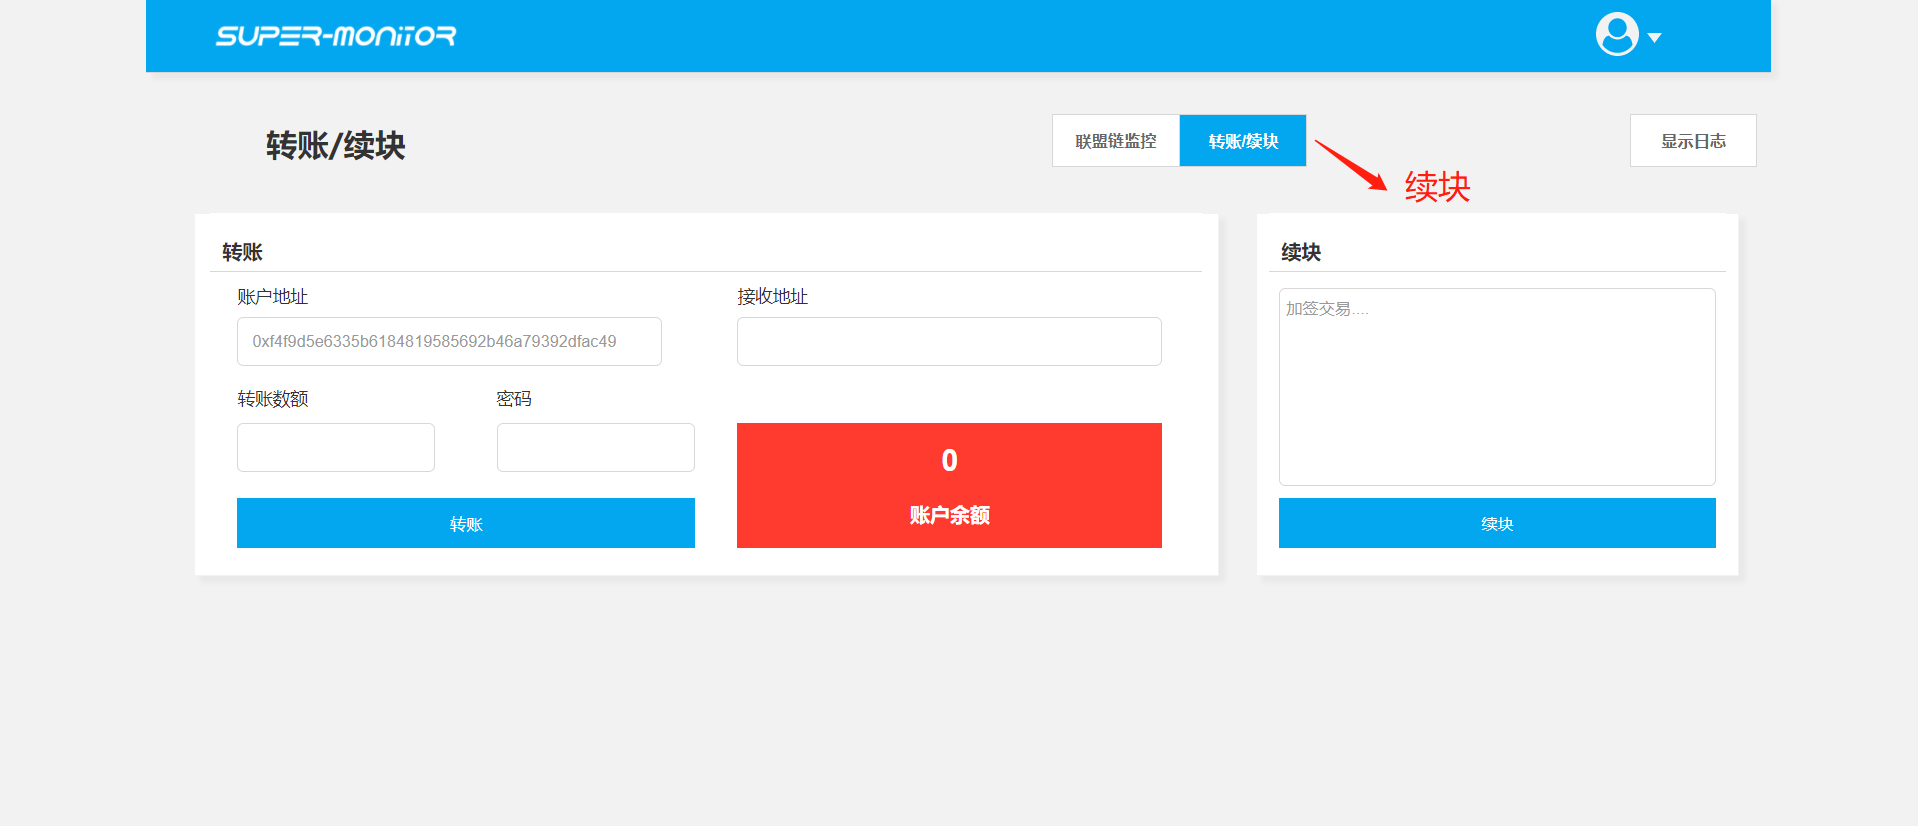 SUPER-MONITOR
转账/续块
联盟链监控
转账/续块
显示日志
续块
转账
账户地址
接收地址
0xf4f9d5e6335b6184819585692b46a79392dfac49
转账数额
密码
0
账户余额
转账
续块
加签交易....
续块